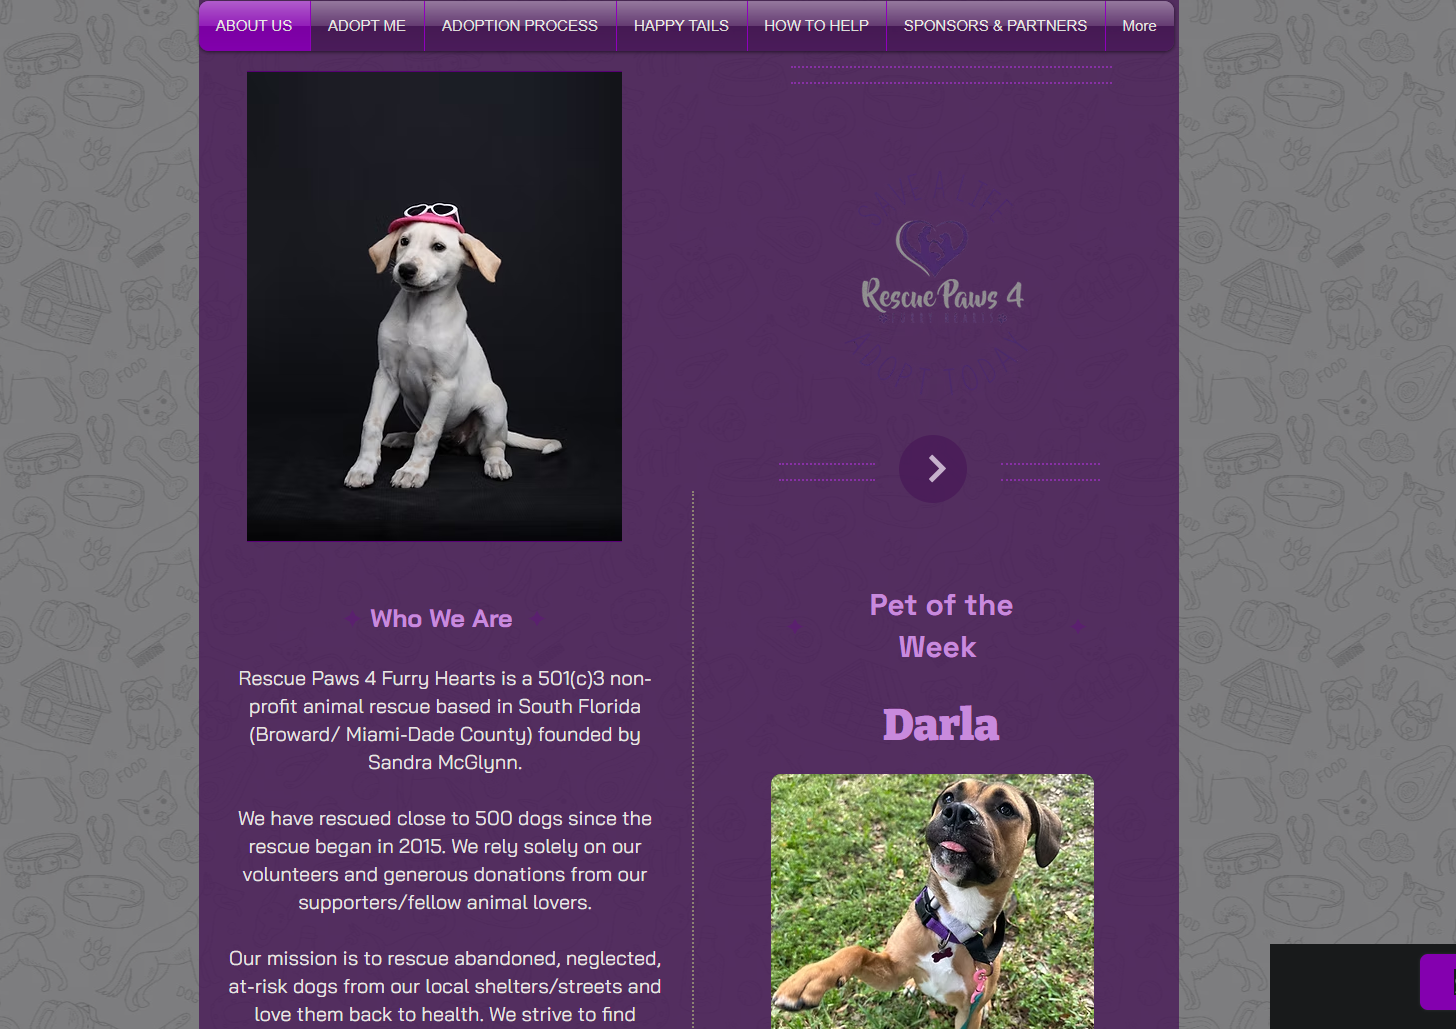 ABOUT US
ADOPT ME
ADOPTION PROCESS
HAPPY TAILS
HOW TO HELP
SPONSORS & PARTNERS
More
Rescue Paws 4
ADOPT TODAY
Who We Are
Rescue Paws 4 Furry Hearts is a 501(c)3 non-
profit animal rescue based in South Florida
(Broward/ Miami-Dade County) founded by
Sandra McGlynn.
We have rescued close to 500 dogs since the
rescue began in 2015. We rely solely on our
volunteers and generous donations from our
supporters/fellow animal lovers.
Our mission is to rescue abandoned, neglected,
at-risk dogs from our local shelters/streets and
love them back to health. We strive to find
Pet of the
Week
Darla